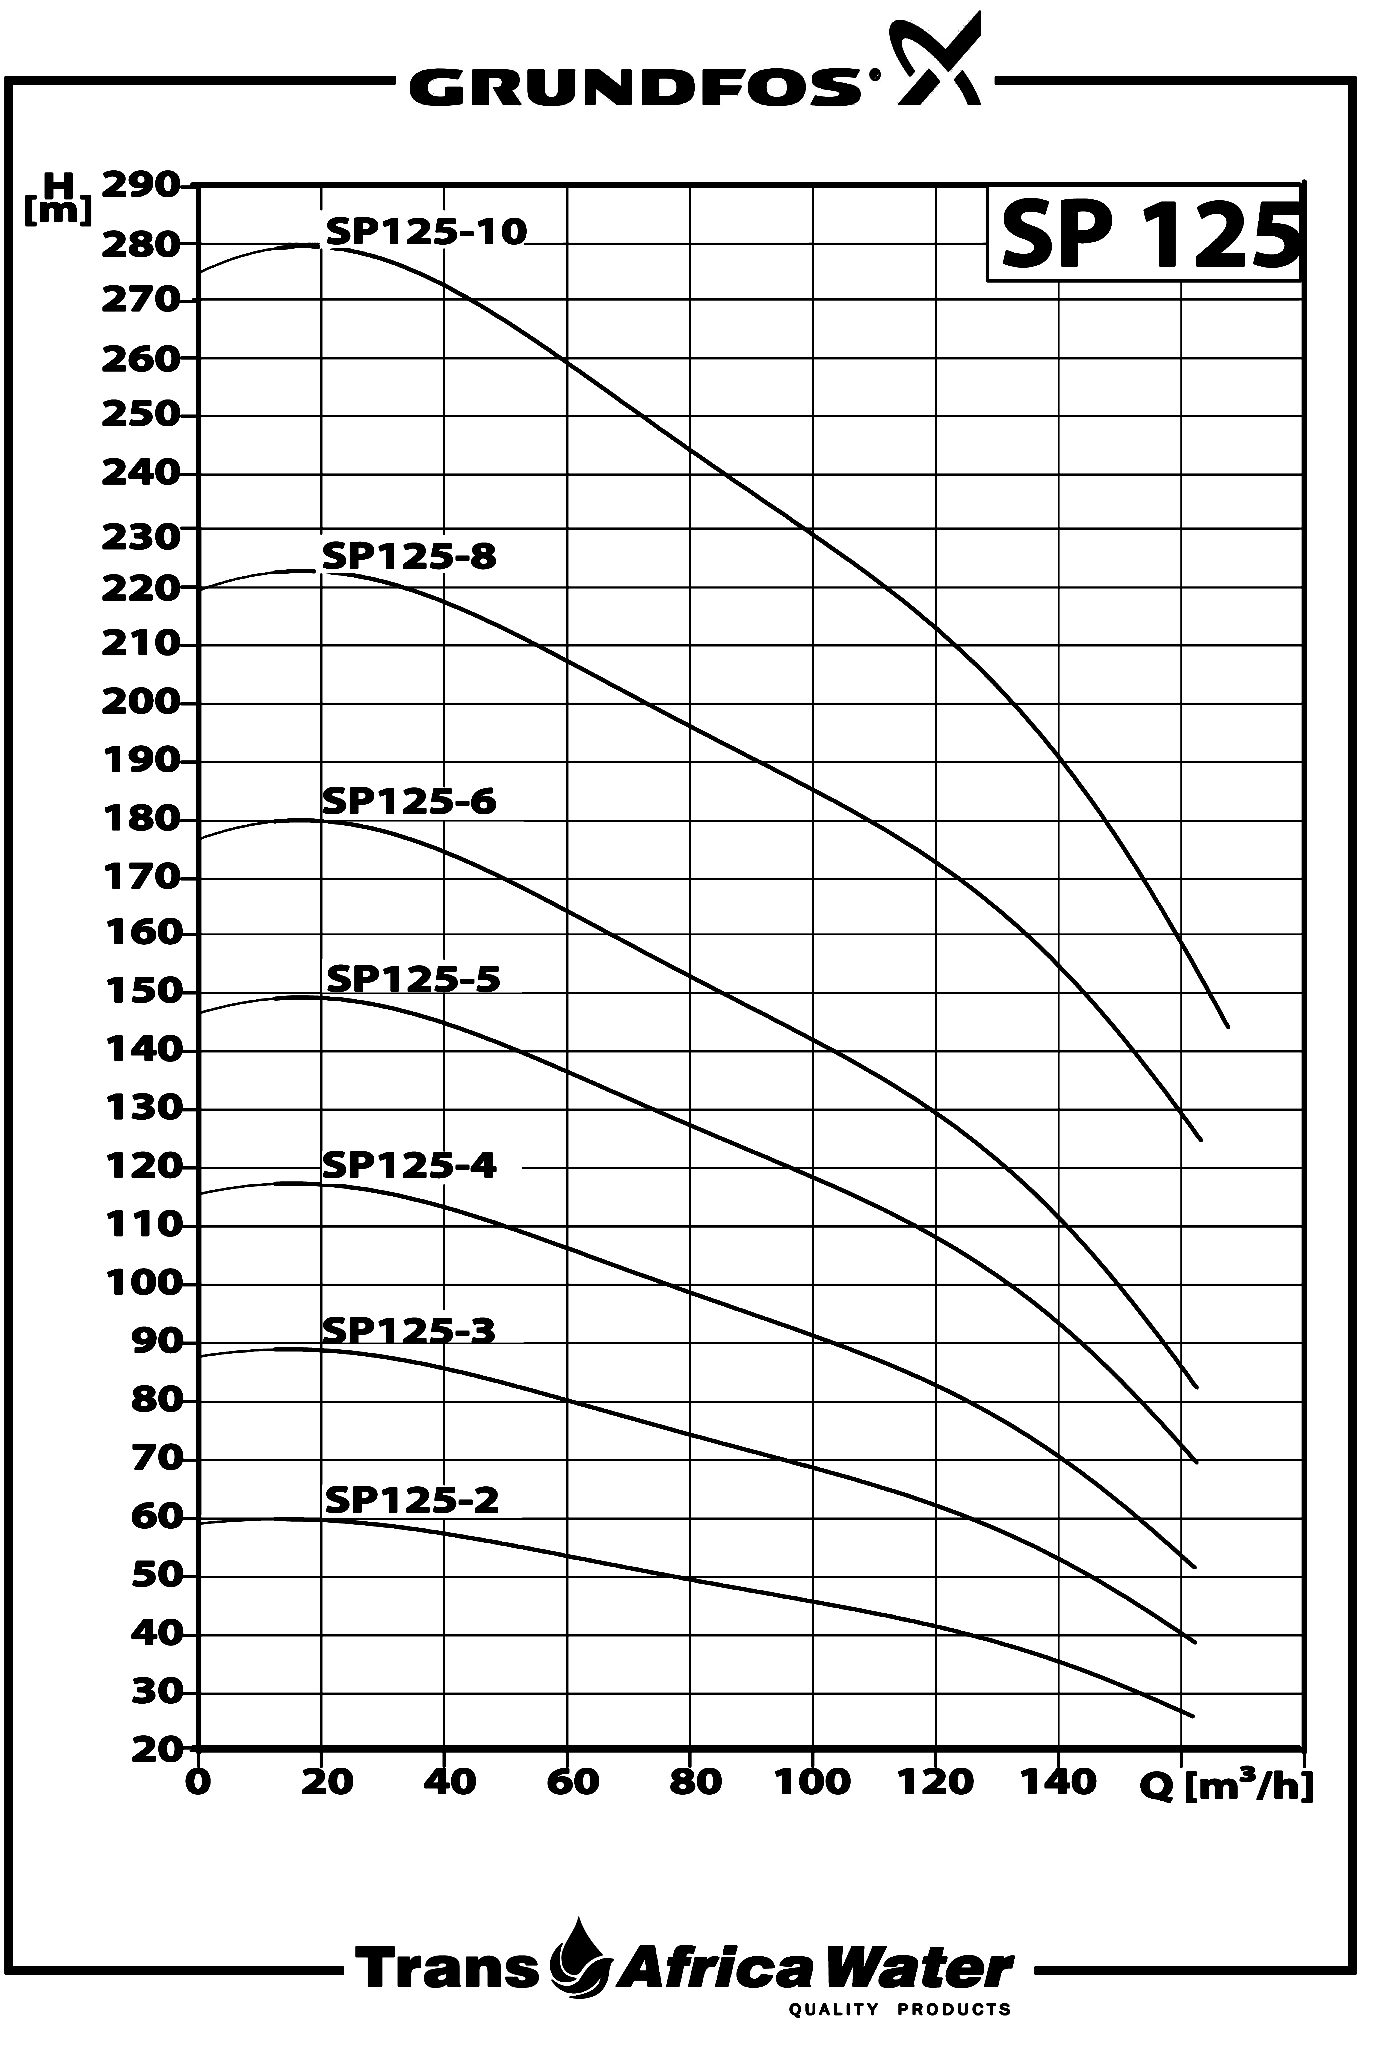 GRUNDFOS
SP 125
H
[m]
290
280
270
260
250
240
230
220
210
200
190
180
170
160
150
140
130
120
110
100
90
80
70
60
50
40
30
20
SP125-10
SP125-8
SP125-6
SP125-5
SP125-4
SP125-3
SP125-2
0 20 40 60 80 100 120 140 Q [m³/h]
Trans Africa Water
QUALITY PRODUCTS